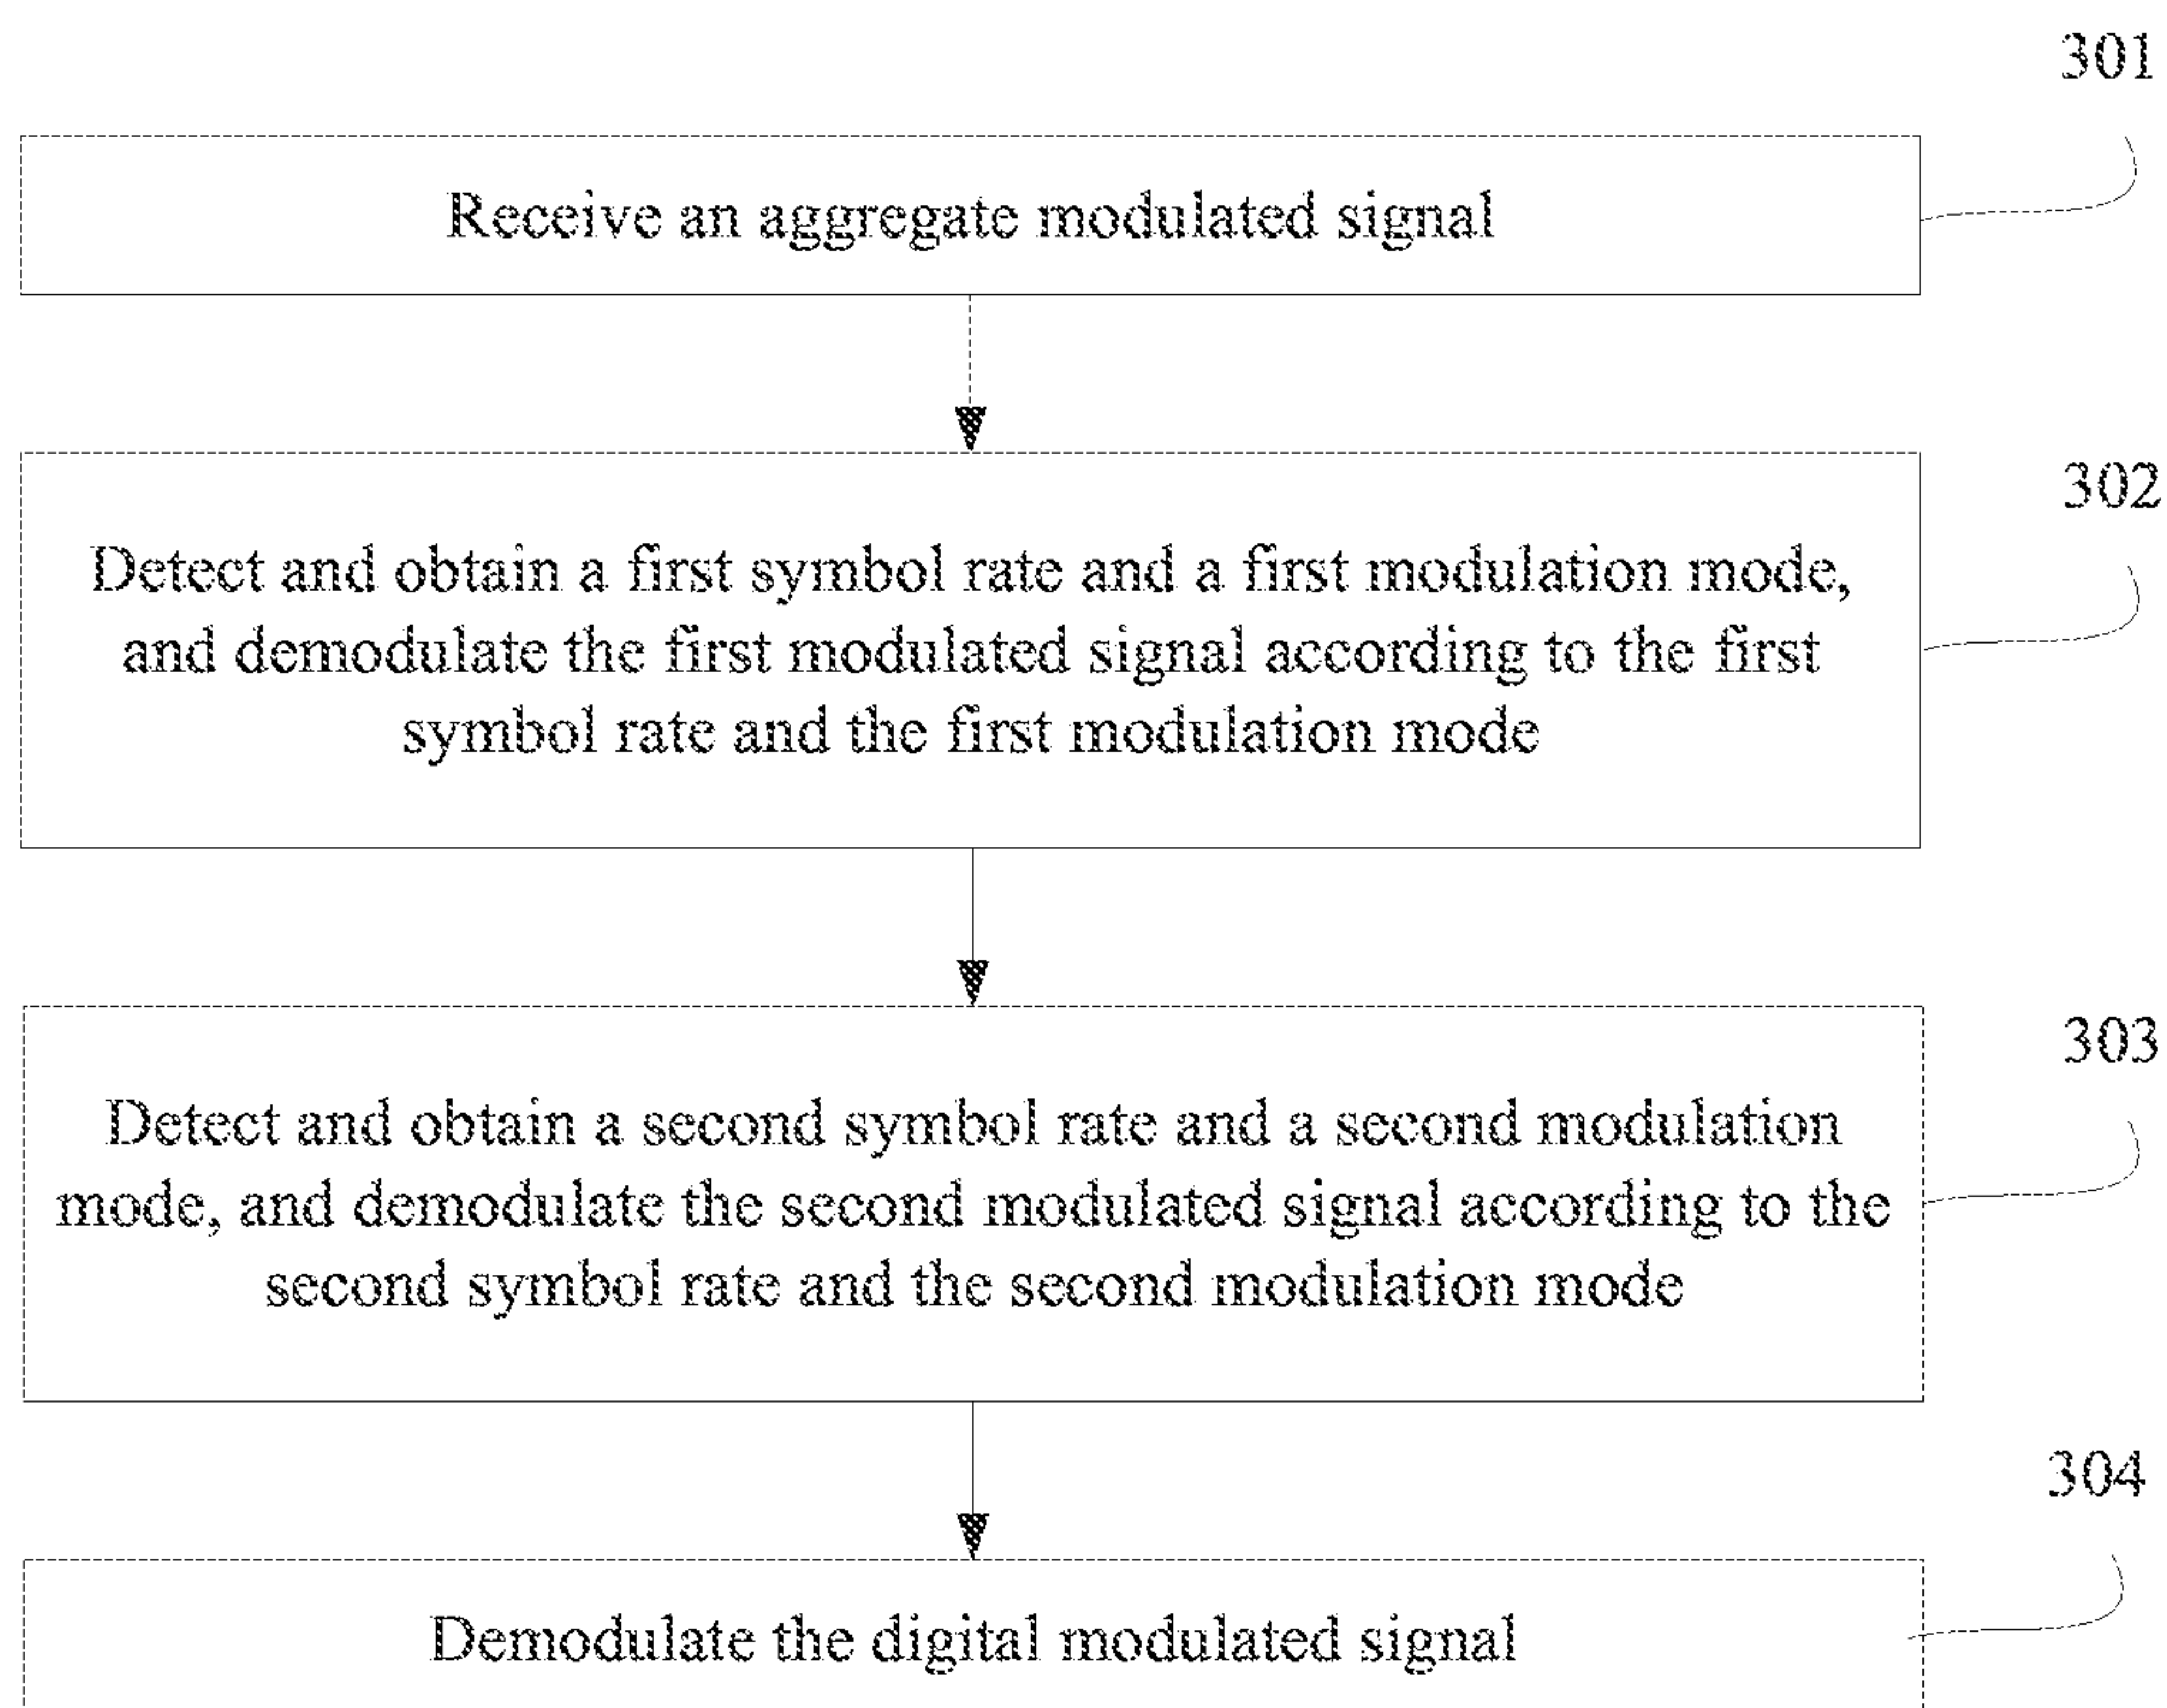 301
Receive an aggregate modulated signal
302
Detect and obtain a first symbol rate and a first modulation mode,
and demodulate the first modulated signal according to the first
symbol rate and the first modulation mode
303
Detect and obtain a second symbol rate and a second modulation
mode, and demodulate the second modulated signal according to the
second symbol rate and the second modulation mode
304
Demodulate the digital modulated signal